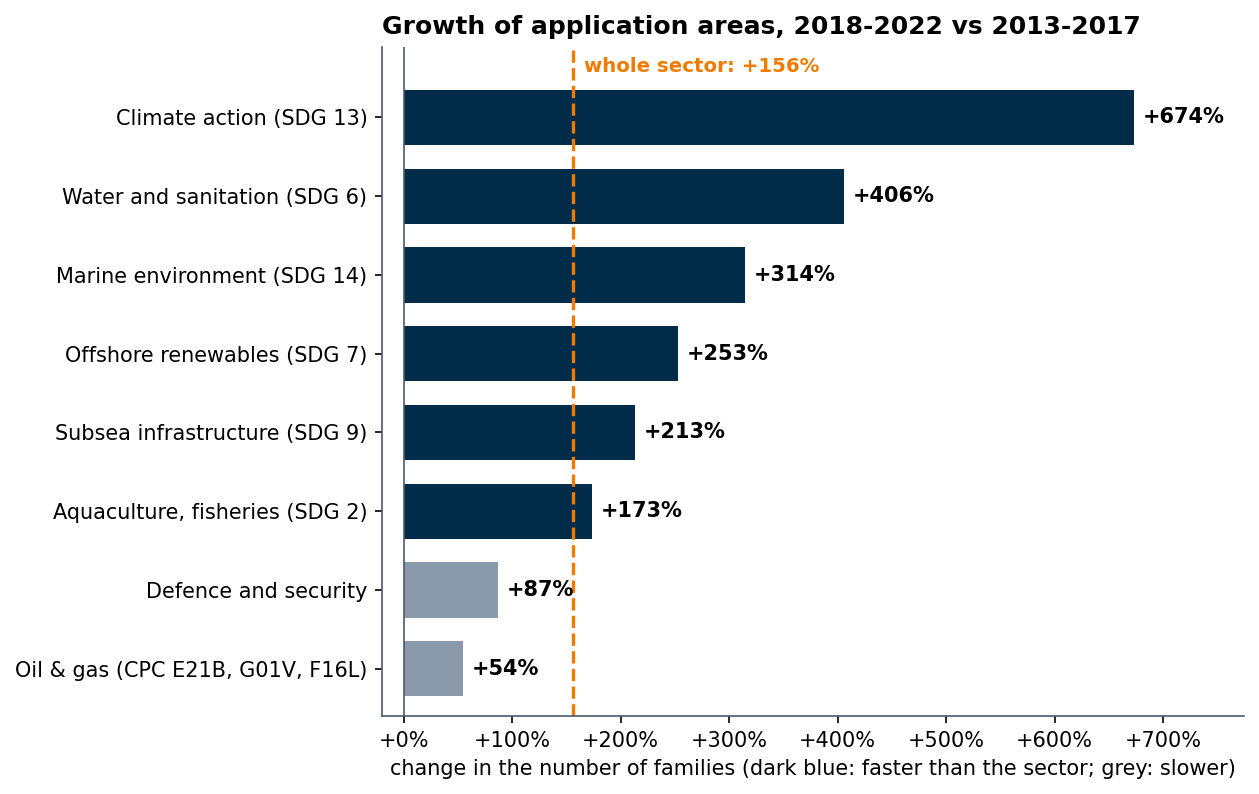 Growth of application areas, 2018-2022 vs 2013-2017
whole sector: +156%
Climate action (SDG 13)
+674%
Water and sanitation (SDG 6)
+406%
Marine environment (SDG 14)
+314%
Offshore renewables (SDG 7)
+253%
Subsea infrastructure (SDG 9)
+213%
Aquaculture, fisheries (SDG 2)
+173%
Defence and security
+87%
Oil & gas (CPC E21B, G01V, F16L)
+54%
+0% +100% +200% +300% +400% +500% +600% +700%
change in the number of families (dark blue: faster than the sector; grey: slower)